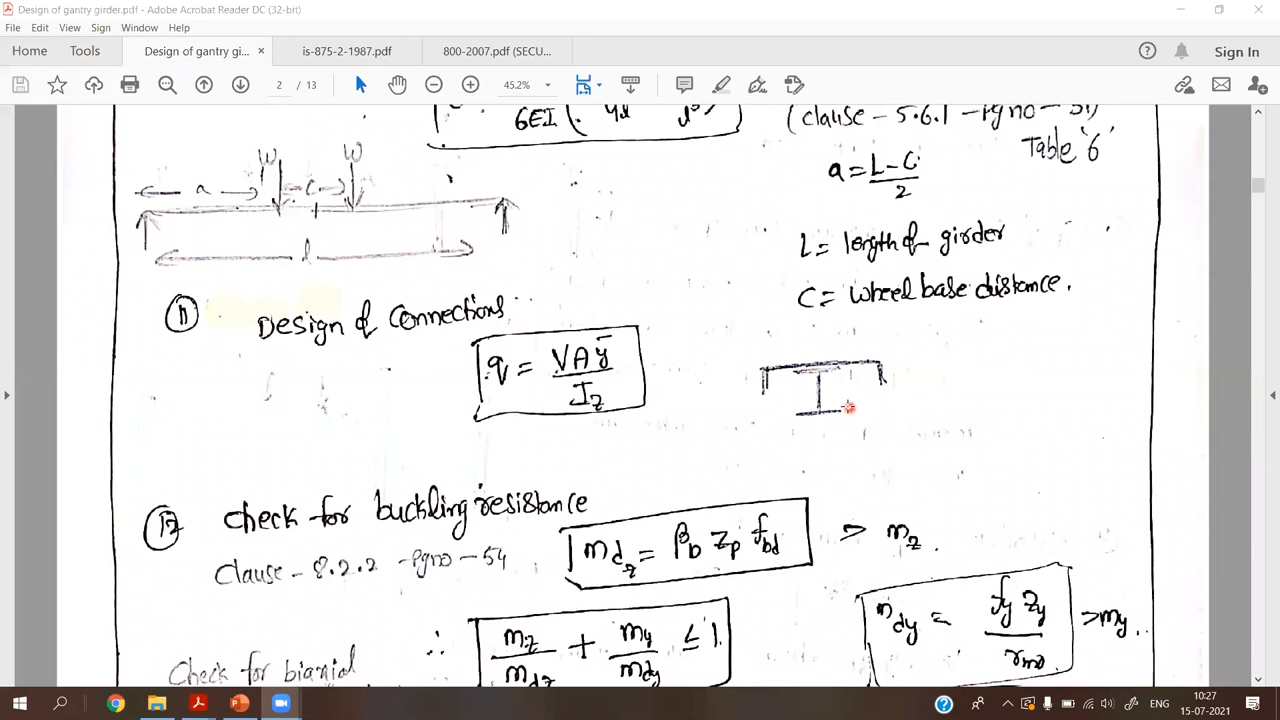 Design of gantry girder.pdf - Adobe Acrobat Reader DC (32-bit)
File Edit View Sign Window Help
Home Tools Design of gantry gi... × is-875-2-1987.pdf 800-2007.pdf (SECU... Sign In
2 / 13 45.2%
6EI
(clause - 5.6.1 - Pg no - 31)
Table '6'
W W
a = L-C / 2
a c
l
L = length of girder
C = wheel base distance.
11 Design of Connections
q = VAȳ / Iz
12 Check for buckling resistance
Clause - 8.2.2 - Pg no - 54
Mdz = βb Zp fbd > Mz.
Mdy = fy Zy / γm0 > My.
∴ Mz / Mdz + My / Mdy ≤ 1
Check for biaxial
ENG
10:27
15-07-2021